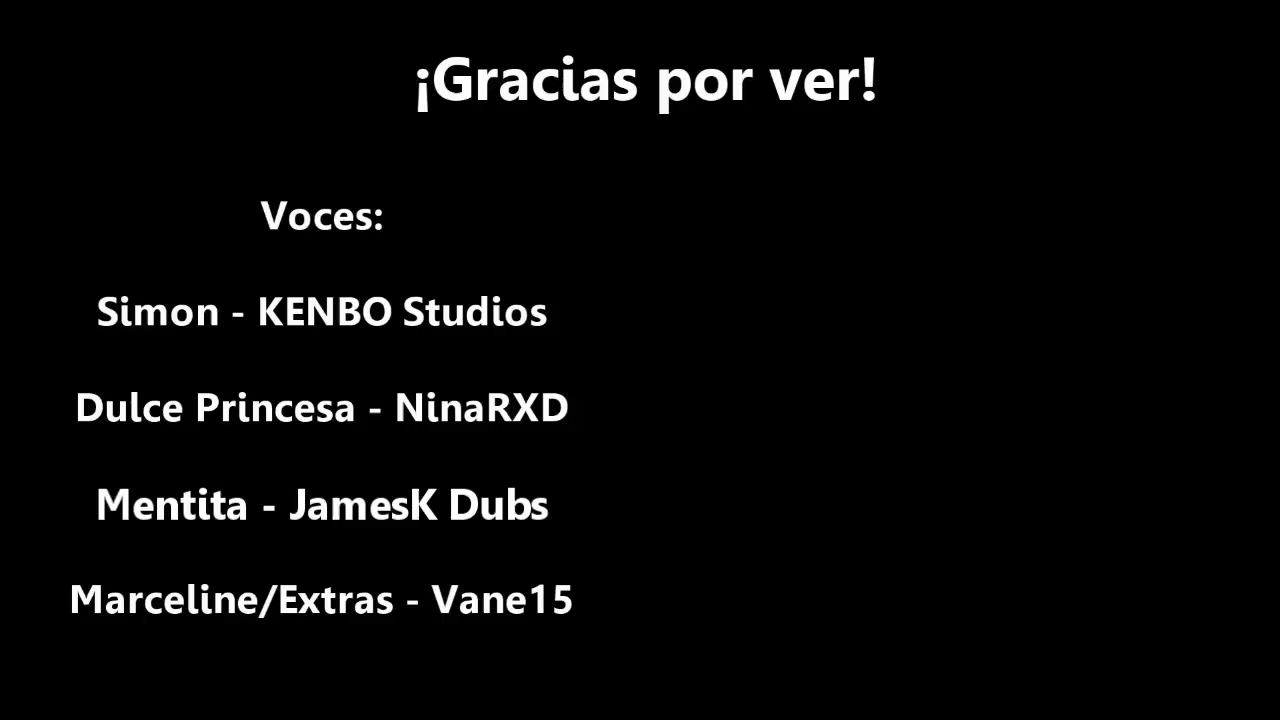 ¡Gracias por ver!
Voces:
Simon - KENBO Studios
Dulce Princesa - NinaRXD
Mentita - JamesK Dubs
Marceline/Extras - Vane15